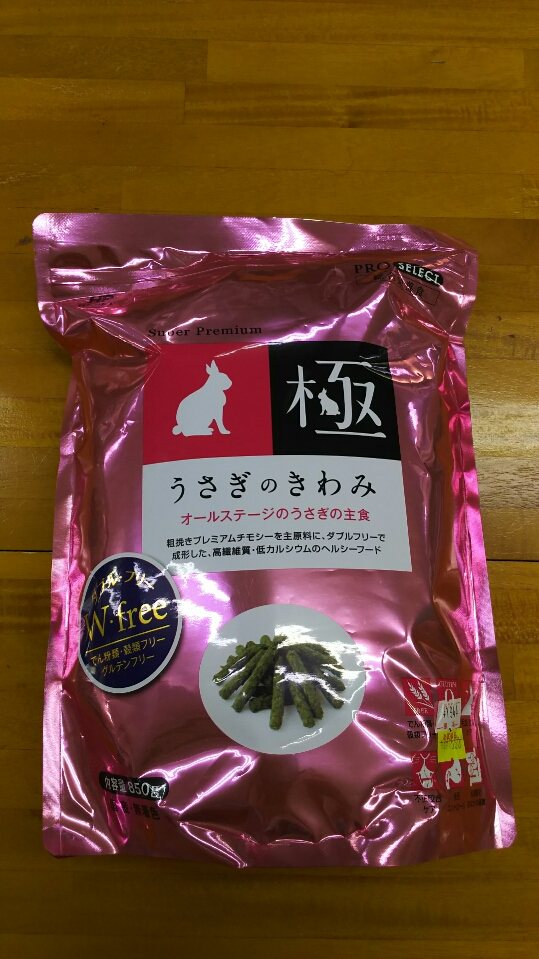 PRO SELECT
Super Premium
極
うさぎのきわみ
オールステージのうさぎの主食
粗挽きプレミアムチモシーを主原料に、ダブルフリーで
成形した、高繊維質・低カルシウムのヘルシーフード
W・free
でん粉類・穀類フリー
グルテンフリー
内容量850g